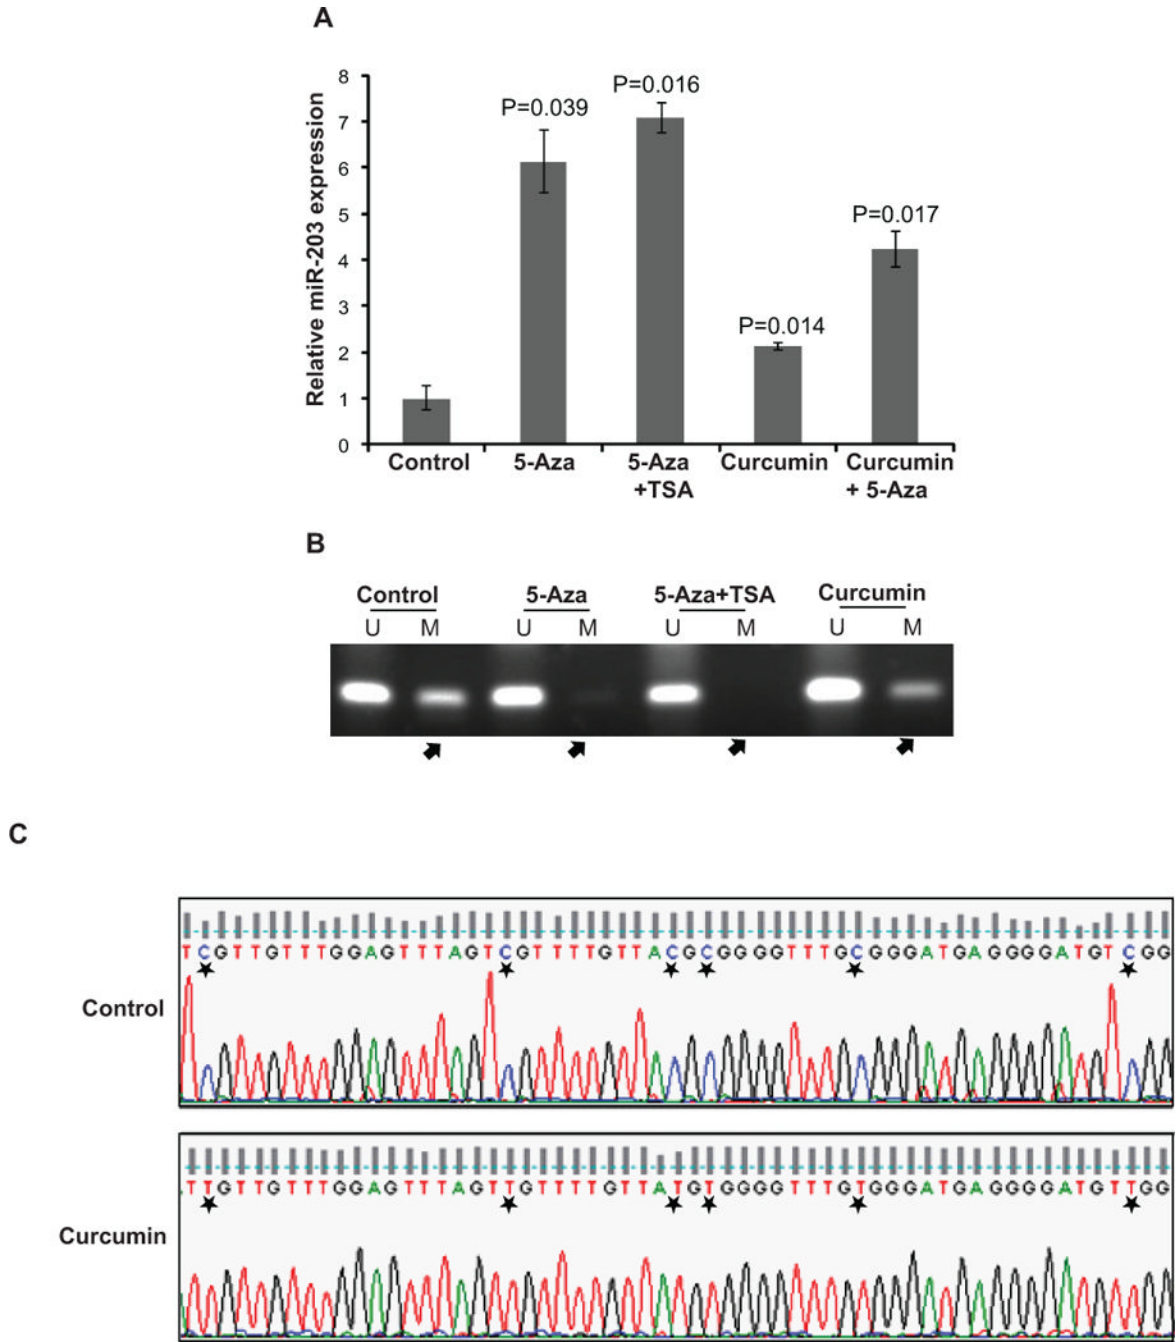 A
Relative miR-203 expression
8
7
6
5
4
3
2
1
0
P=0.039
P=0.016
P=0.014
P=0.017
Control
5-Aza
5-Aza
+TSA
Curcumin
Curcumin
+ 5-Aza
B
Control
5-Aza
5-Aza+TSA
Curcumin
U M U M U M U M
C
Control
TCGTTGTTTGGAGTTTAGTCGTTTTGTTACGCGGGGTTTGCGGGATGAGGGGATGTCGG
Curcumin
TTGTTGTTTGGAGTTTAGTTGTTTTGTTATGTGGGGTTTGTGGGATGAGGGGATGTTGG